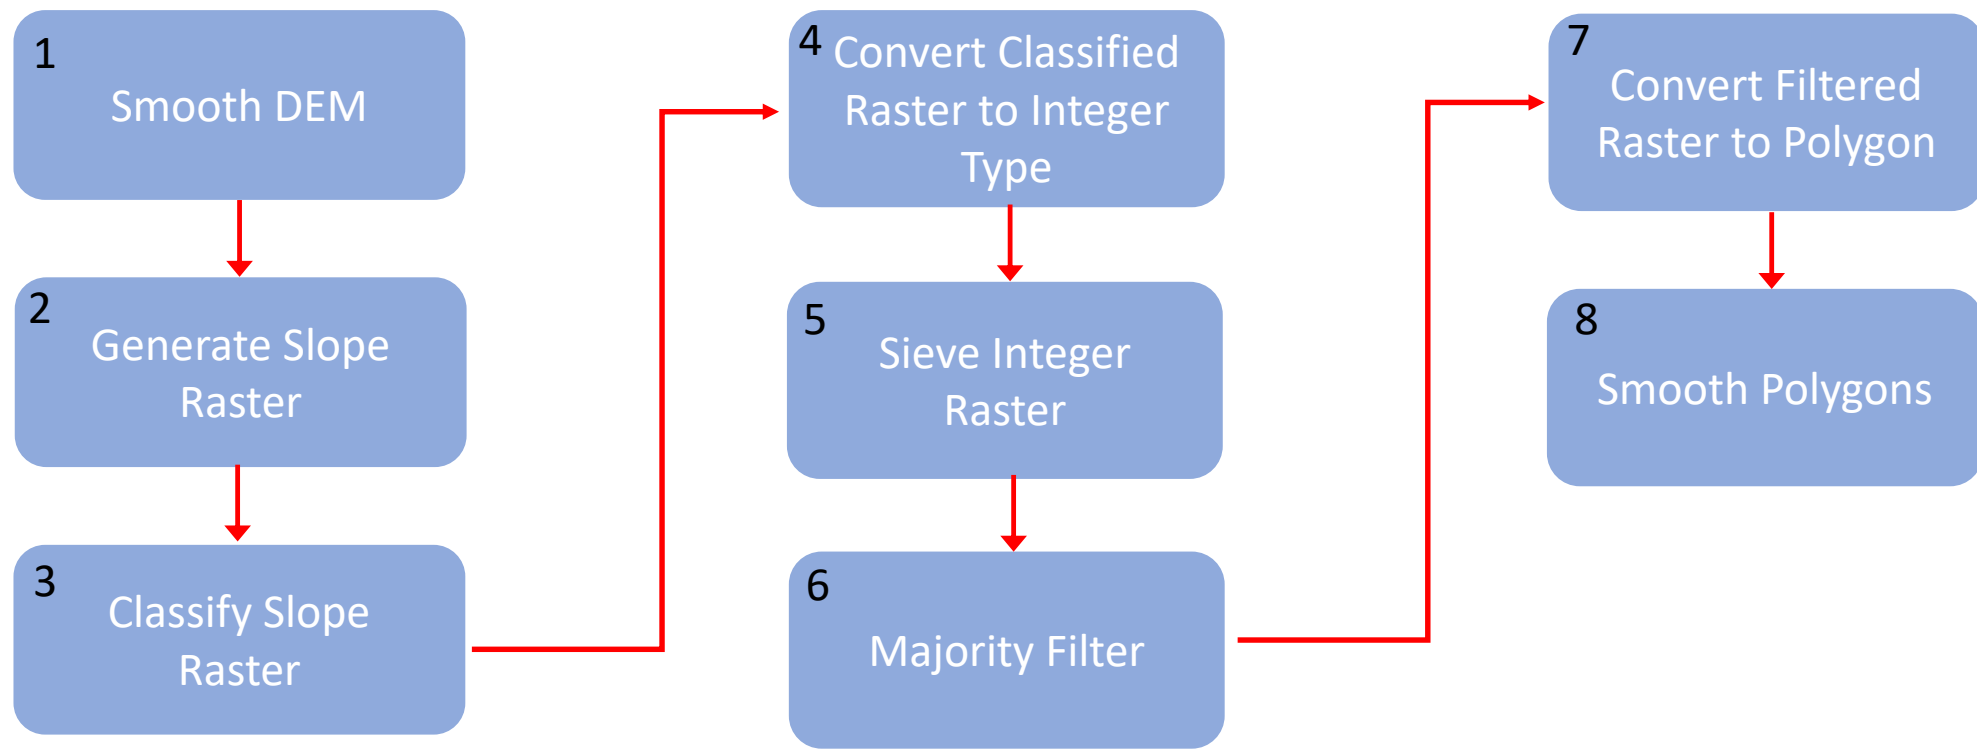 1
Smooth DEM
2
Generate Slope
Raster
3
Classify Slope
Raster
4
Convert Classified
Raster to Integer
Type
5
Sieve Integer
Raster
6
Majority Filter
7
Convert Filtered
Raster to Polygon
8
Smooth Polygons